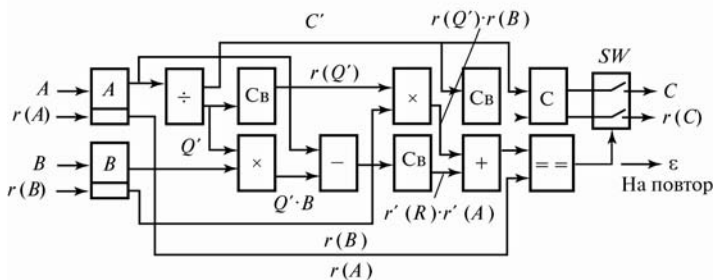 C′
r(Q′)·r(B)
SW
A
A
÷
Св
r(Q′)
×
Св
С
C
r(A)
r(C)
Q′
B
B
×
−
Св
+
= =
ε
r(B)
Q′·B
r′(R)·r′(A)
На повтор
r(B)
r(A)